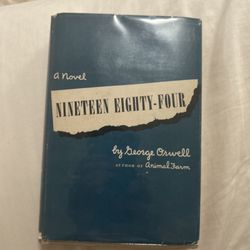 a Novel
NINETEEN EIGHTY-FOUR
by George Orwell
AUTHOR OF Animal Farm